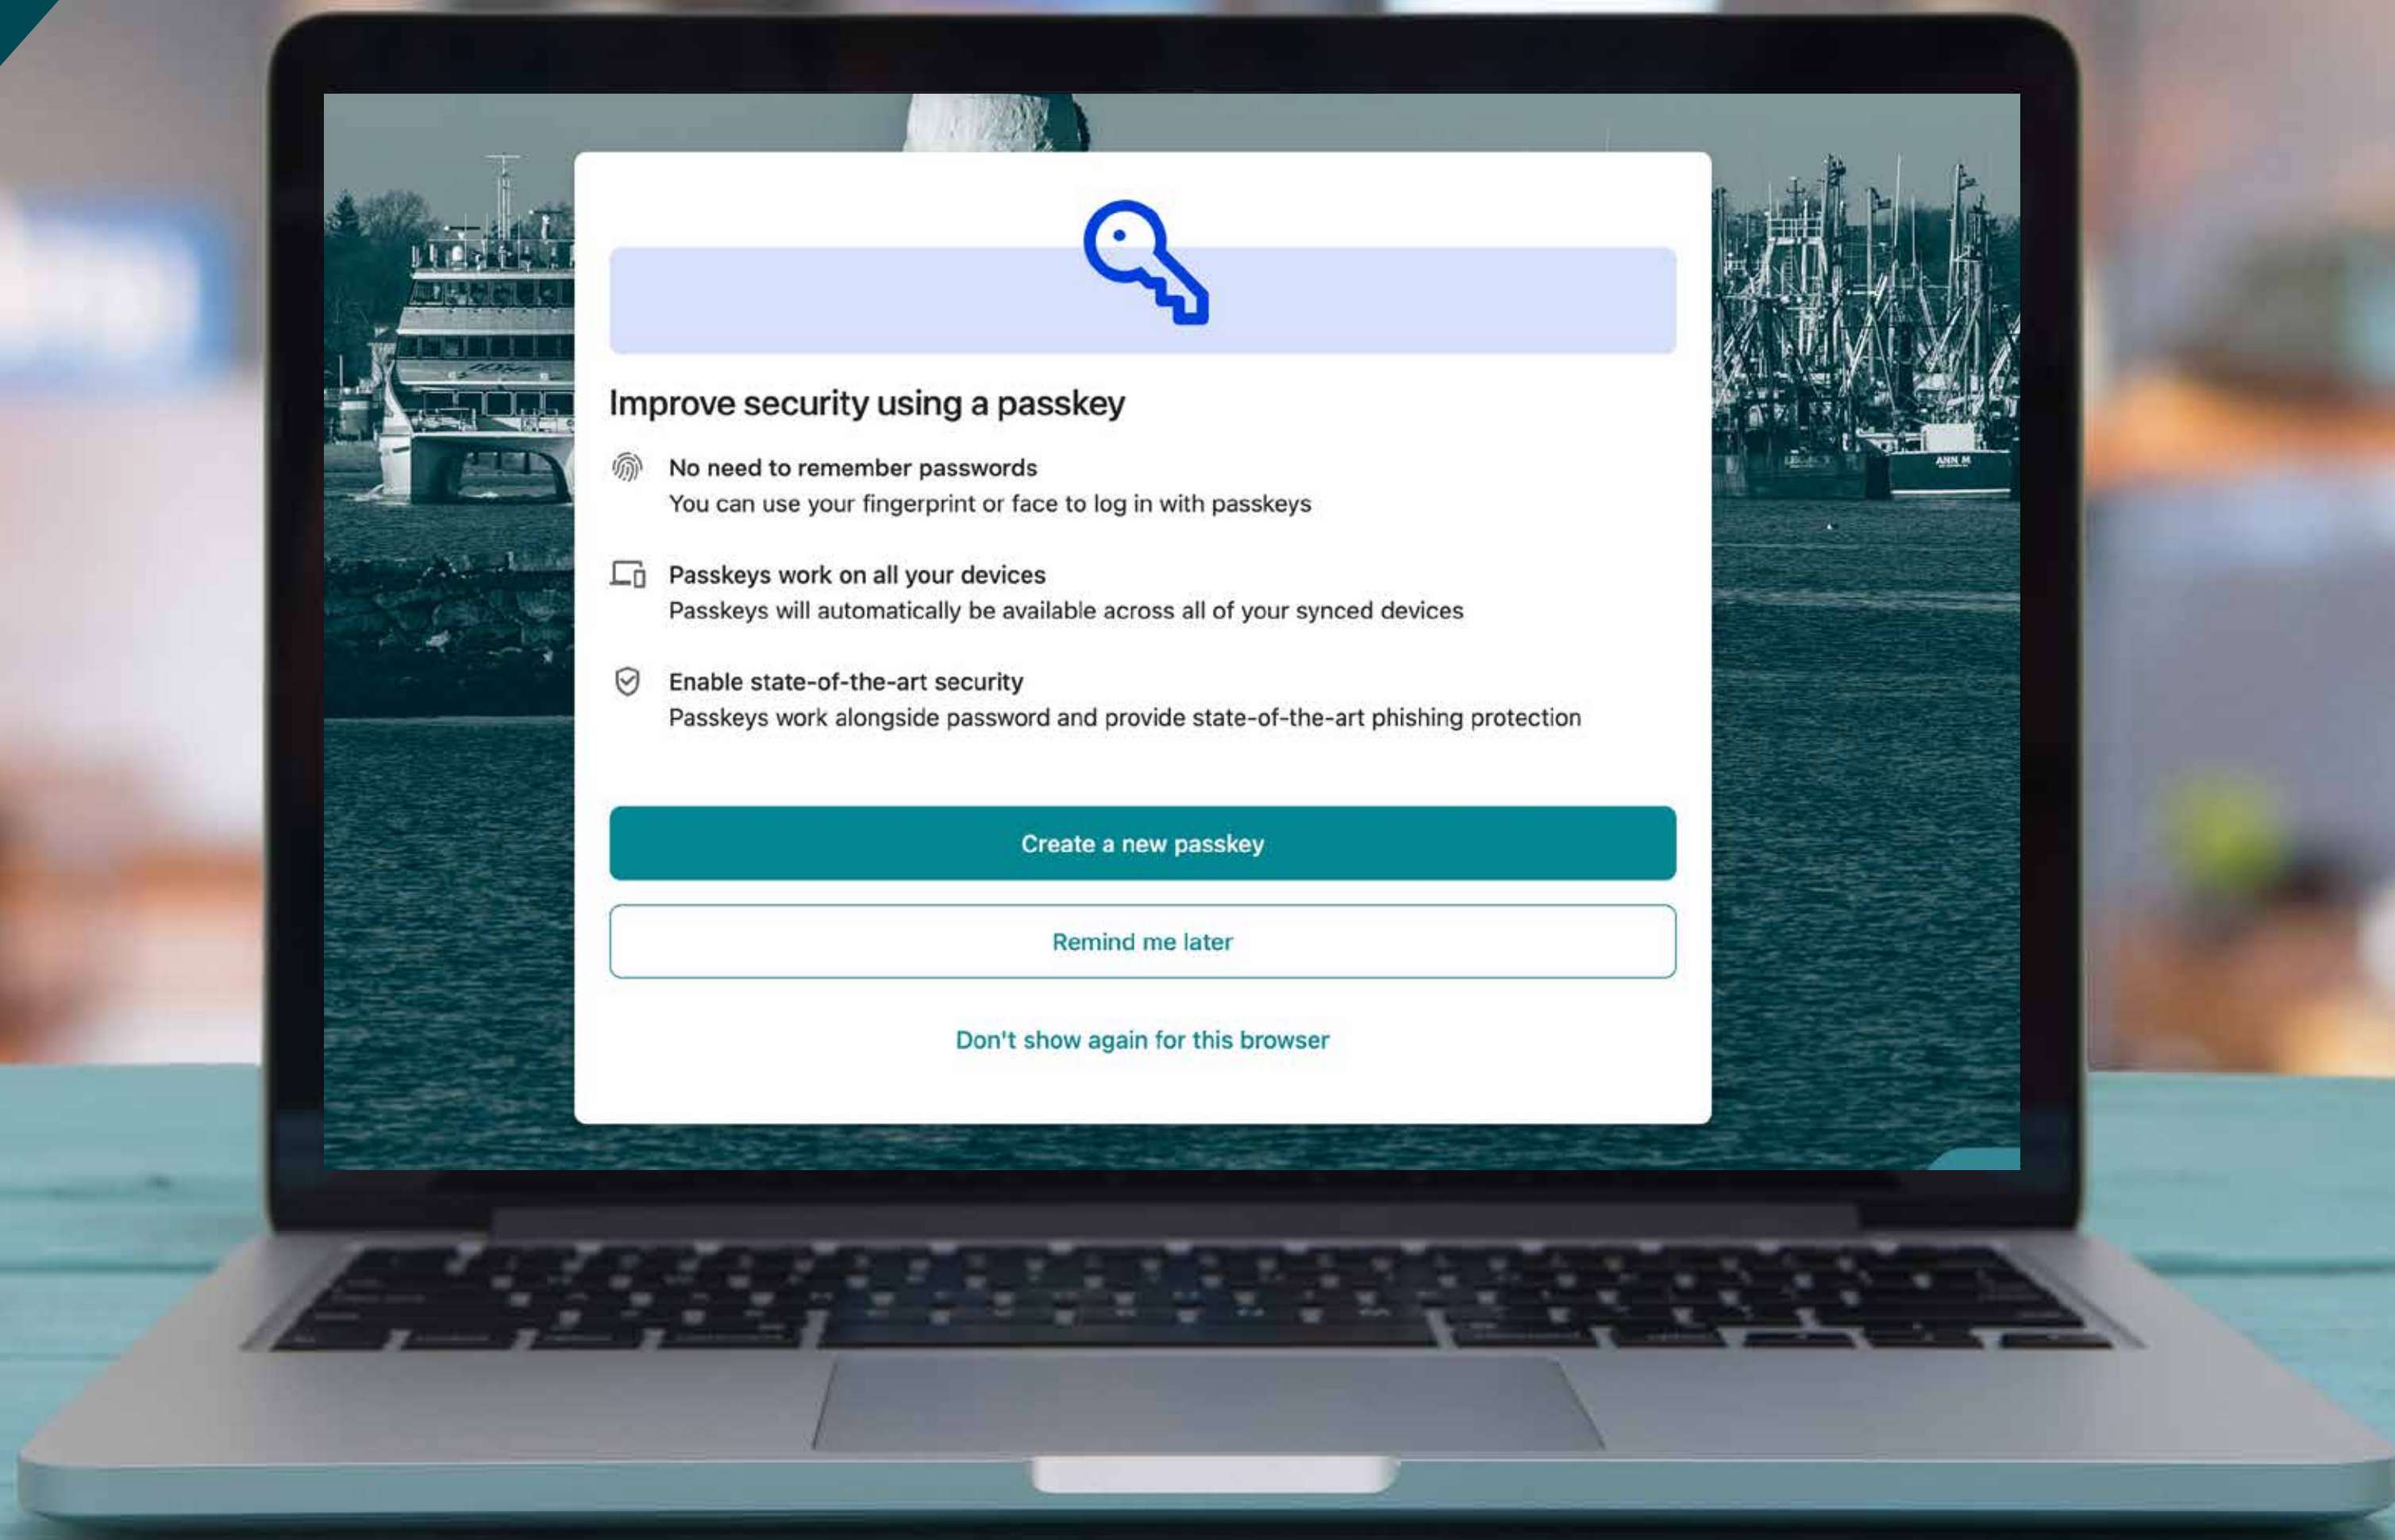 Improve security using a passkey
No need to remember passwords
You can use your fingerprint or face to log in with passkeys
Passkeys work on all your devices
Passkeys will automatically be available across all of your synced devices
Enable state-of-the-art security
Passkeys work alongside password and provide state-of-the-art phishing protection
Create a new passkey
Remind me later
Don't show again for this browser
ANN M